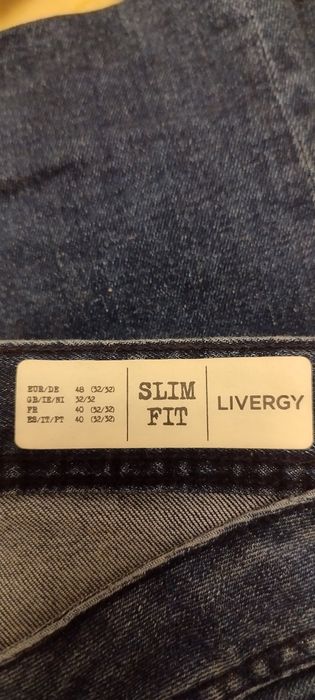 EUR/DE 48 (32/32)
GB/IE/NI 32/32
FR 40 (32/32)
ES/IT/PT 40 (32/32)
SLIM
FIT
LIVERGY